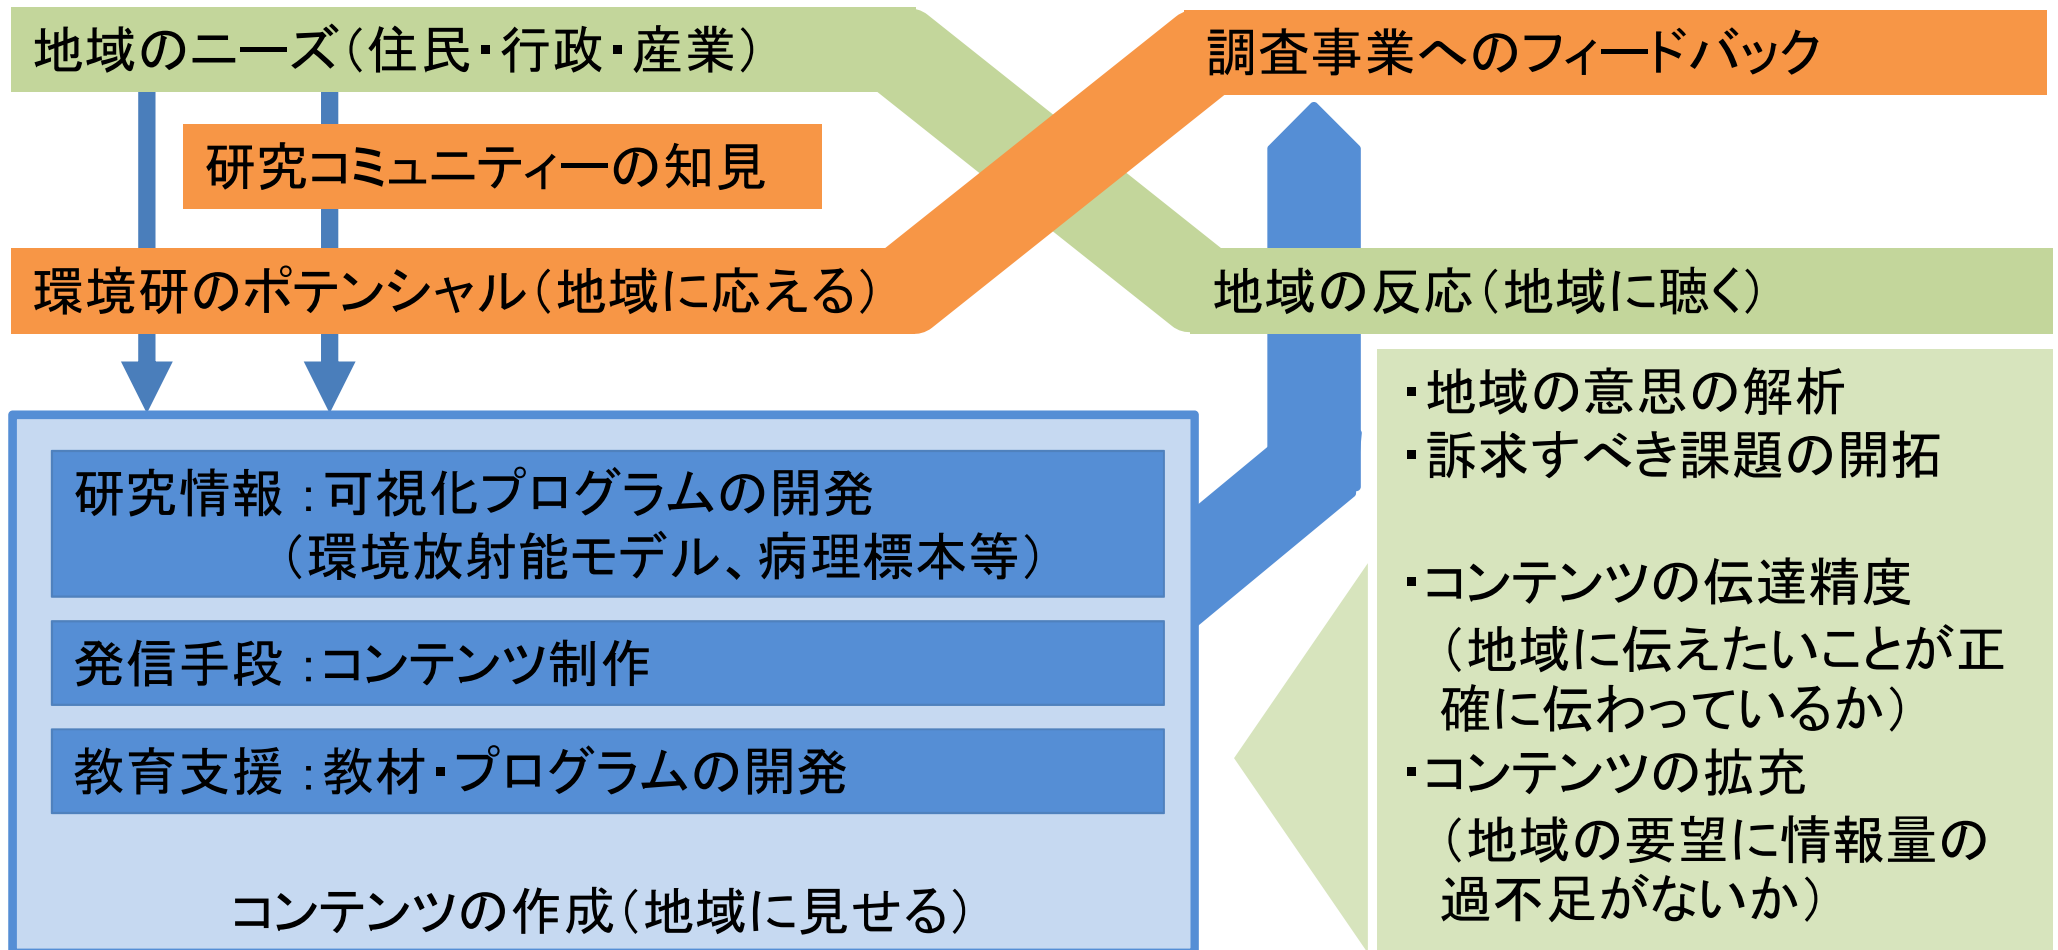 地域のニーズ（住民・行政・産業）
研究コミュニティーの知見
環境研のポテンシャル（地域に応える）
調査事業へのフィードバック
地域の反応（地域に聴く）
研究情報：可視化プログラムの開発
（環境放射能モデル、病理標本等）
発信手段：コンテンツ制作
教育支援：教材・プログラムの開発
コンテンツの作成（地域に見せる）
・地域の意思の解析
・訴求すべき課題の開拓
・コンテンツの伝達精度
（地域に伝えたいことが正
確に伝わっているか）
・コンテンツの拡充
（地域の要望に情報量の
過不足がないか）